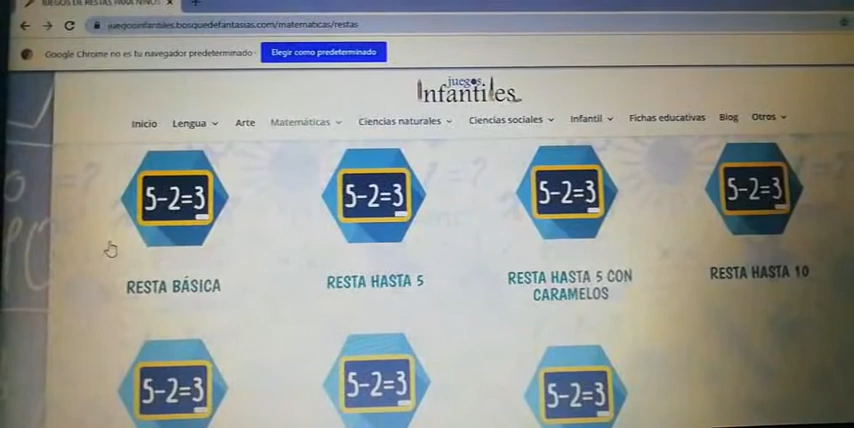 JUEGOS DE RESTAS PARA NIÑOS
juegosinfantiles.bosquedefantasias.com/matematicas/restas
Google Chrome no es tu navegador predeterminado
Elegir como predeterminado
juegos
Infantiles
Inicio Lengua Arte Matemáticas Ciencias naturales Ciencias sociales Infantil Fichas educativas Blog Otros
5-2=3 5-2=3 5-2=3 5-2=3
RESTA BÁSICA
RESTA HASTA 5
RESTA HASTA 5 CON
CARAMELOS
RESTA HASTA 10
5-2=3 5-2=3 5-2=3